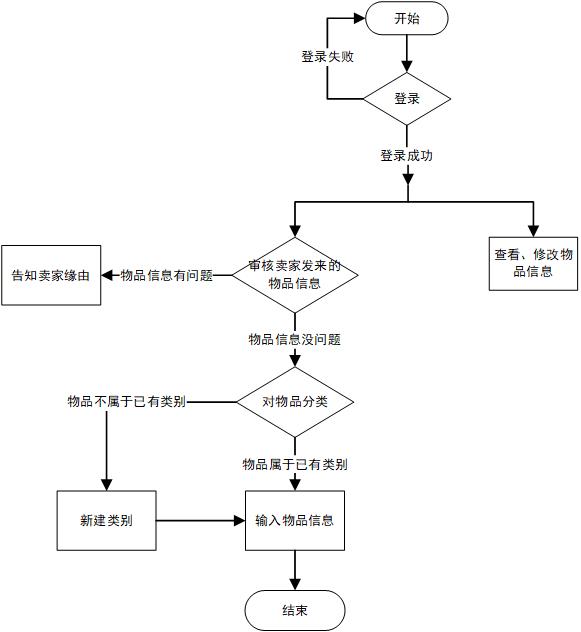 开始
登录失败
登录
登录成功
审核卖家发来的
物品信息
查看、修改物
品信息
告知卖家缘由
物品信息有问题
物品信息没问题
物品不属于已有类别
对物品分类
物品属于已有类别
新建类别
输入物品信息
结束